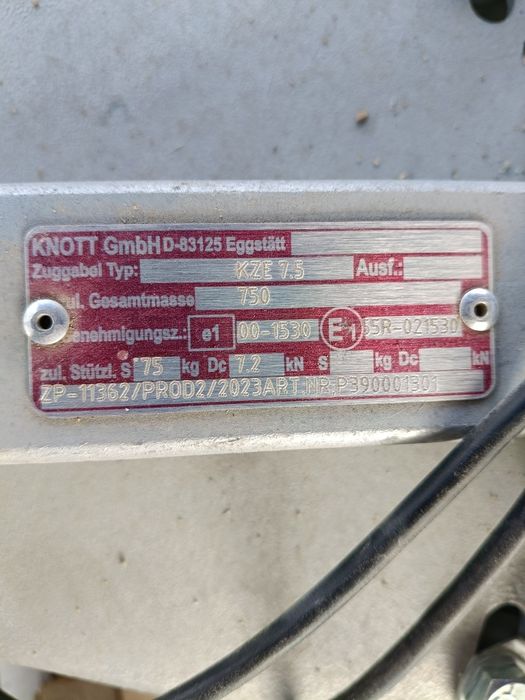 KNOTT GmbH D-83125 Eggstätt
Zuggabel Typ: KZE 7.5 Ausf.:
ul. Gesamtmasse 750
enehmigungsz.: e1 00-1530 E1 55R-021530
zul. Stützl. S 75 kg Dc 7.2 kN S kg Dc kN
ZP-11362/PROD2/2023ART.NR.P390001301